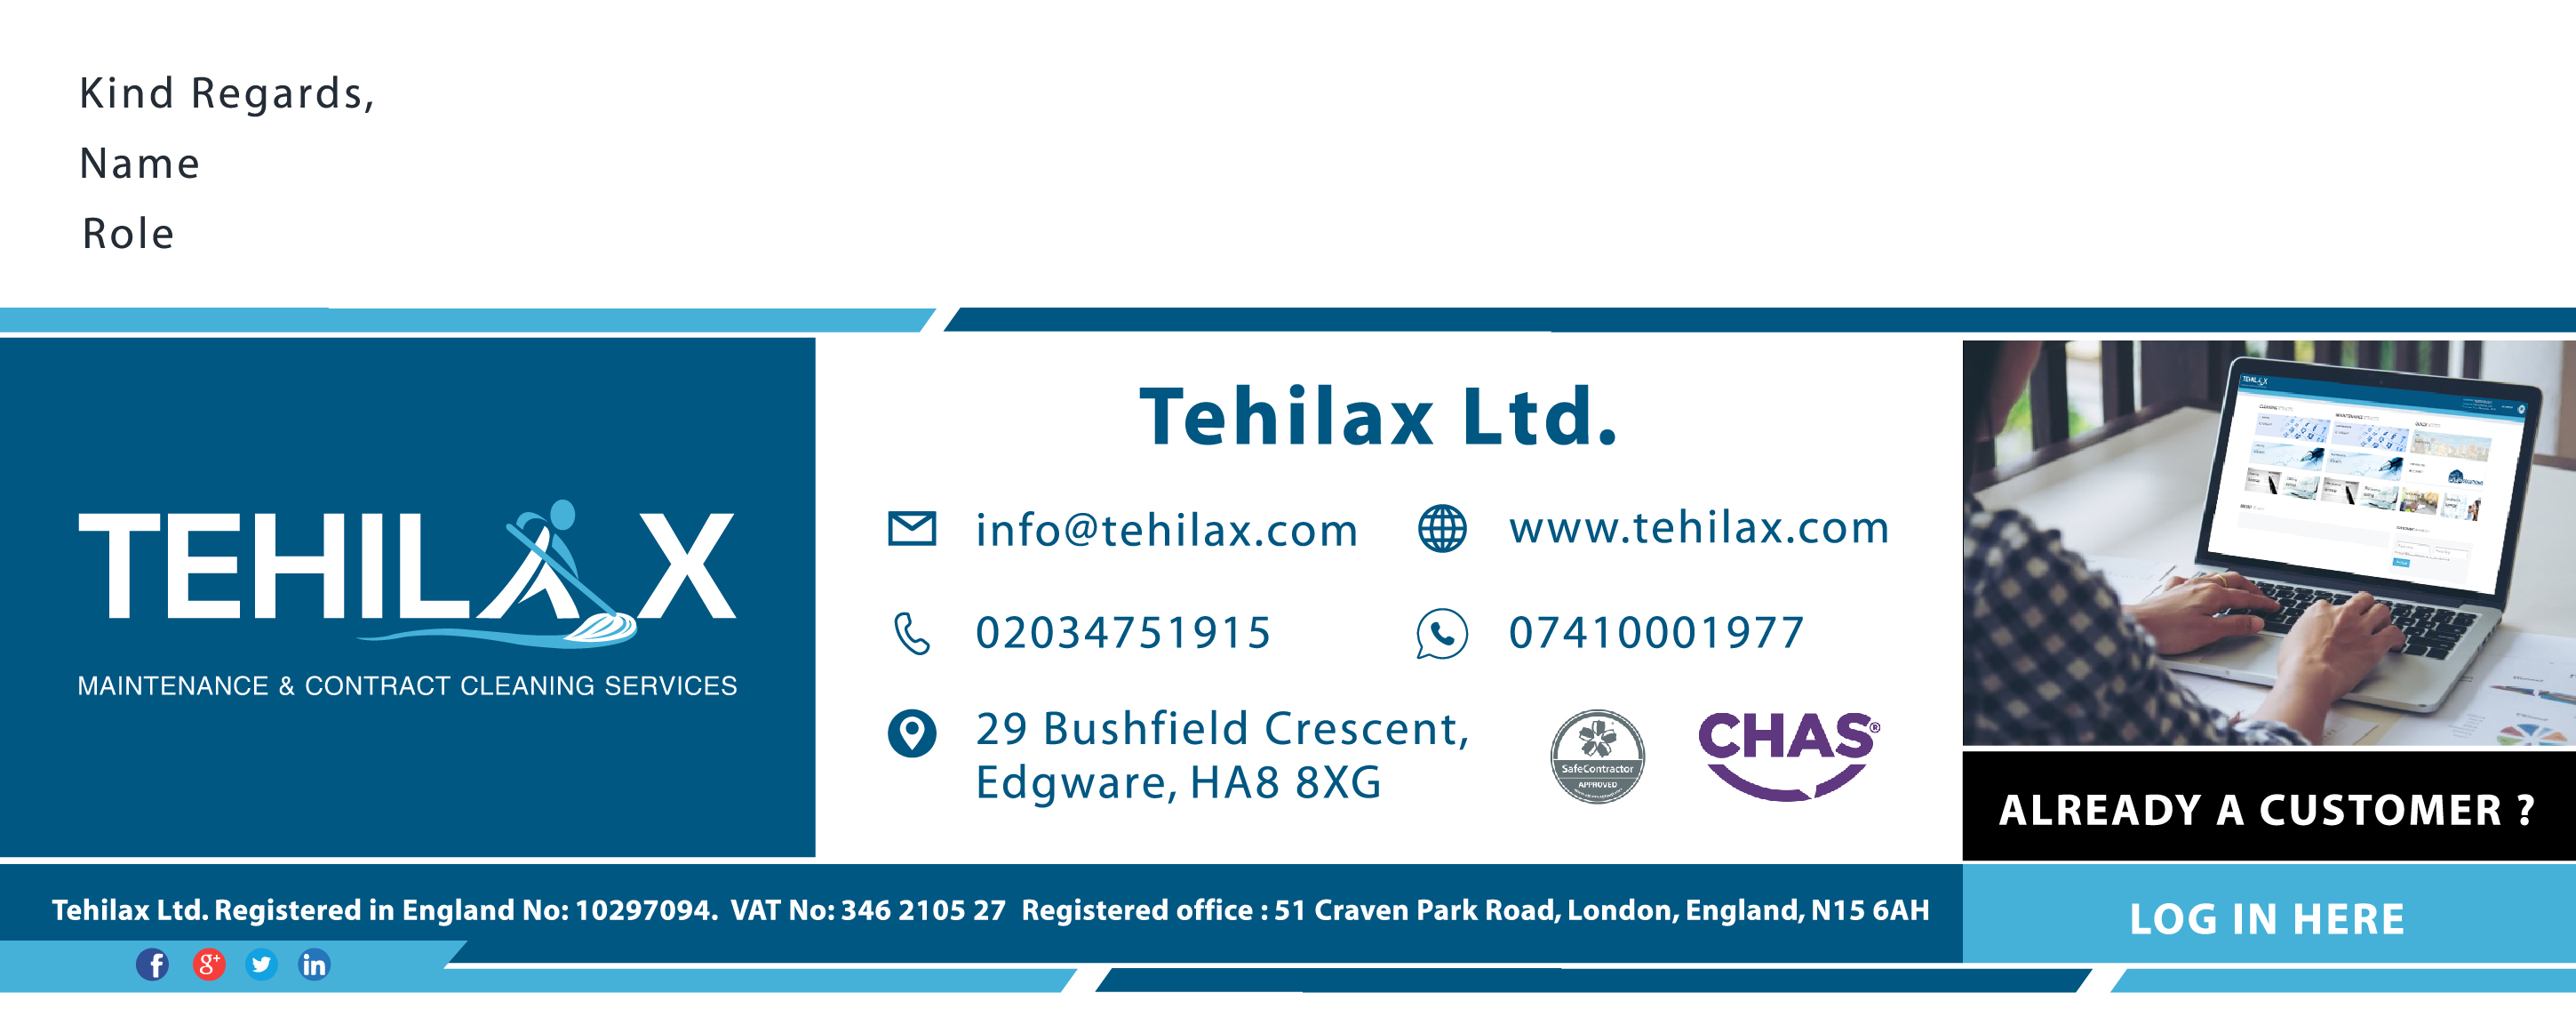 Kind Regards,
Name
Role
TEHILAX
MAINTENANCE & CONTRACT CLEANING SERVICES
Tehilax Ltd.
info@tehilax.com
www.tehilax.com
02034751915
07410001977
29 Bushfield Crescent,
Edgware, HA8 8XG
SafeContractor
APPROVED
CHAS®
TEHILAX
ALREADY A CUSTOMER ?
LOG IN HERE
Tehilax Ltd. Registered in England No: 10297094. VAT No: 346 2105 27 Registered office : 51 Craven Park Road, London, England, N15 6AH
f
g+
in